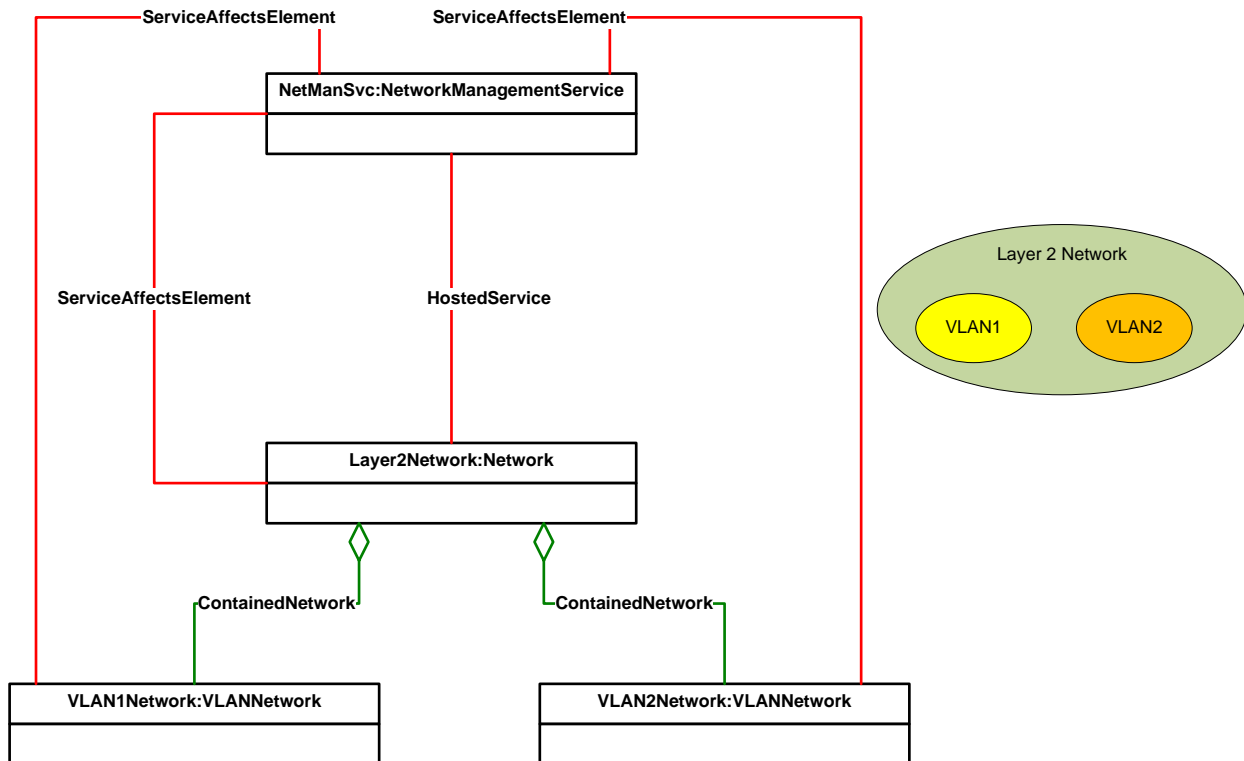 ServiceAffectsElement
ServiceAffectsElement
NetManSvc:NetworkManagementService
Layer 2 Network
ServiceAffectsElement
HostedService
VLAN1
VLAN2
Layer2Network:Network
ContainedNetwork
ContainedNetwork
VLAN1Network:VLANNetwork
VLAN2Network:VLANNetwork